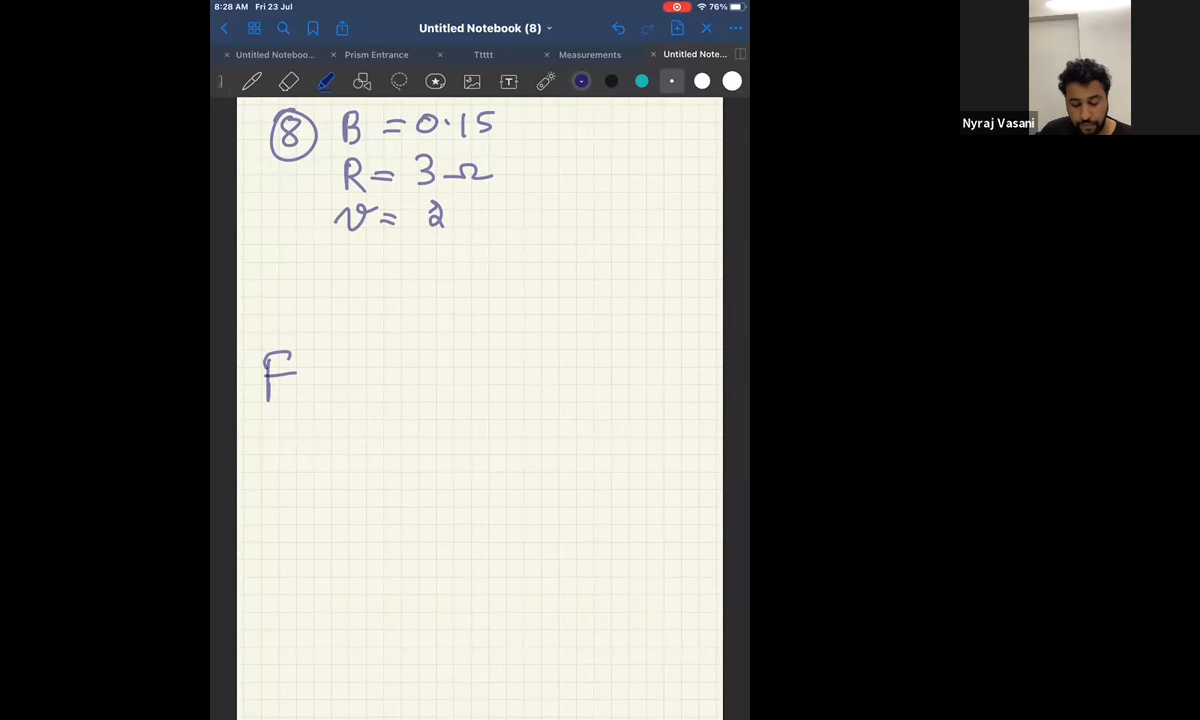 8:28 AM Fri 23 Jul
76%
Untitled Notebook (8)
Untitled Noteboo...
Prism Entrance
Ttttt
Measurements
Untitled Note...
T
Nyraj Vasani
8 B = 0.15
R = 3 Ω
v = 2
F